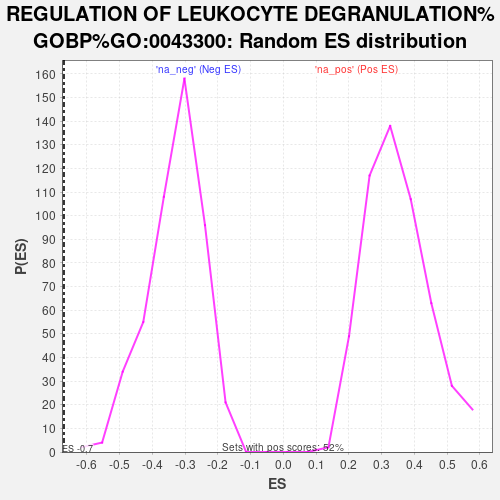 REGULATION OF LEUKOCYTE DEGRANULATION%
GOBP%GO:0043300: Random ES distribution
'na_neg' (Neg ES) 'na_pos' (Pos ES)
160
150
140
130
120
110
100
90
80
70
60
50
40
30
20
10
0
P(ES)
ES -0.7
Sets with pos scores: 52%
-0.6 -0.5 -0.4 -0.3 -0.2 -0.1 0.0 0.1 0.2 0.3 0.4 0.5 0.6
ES